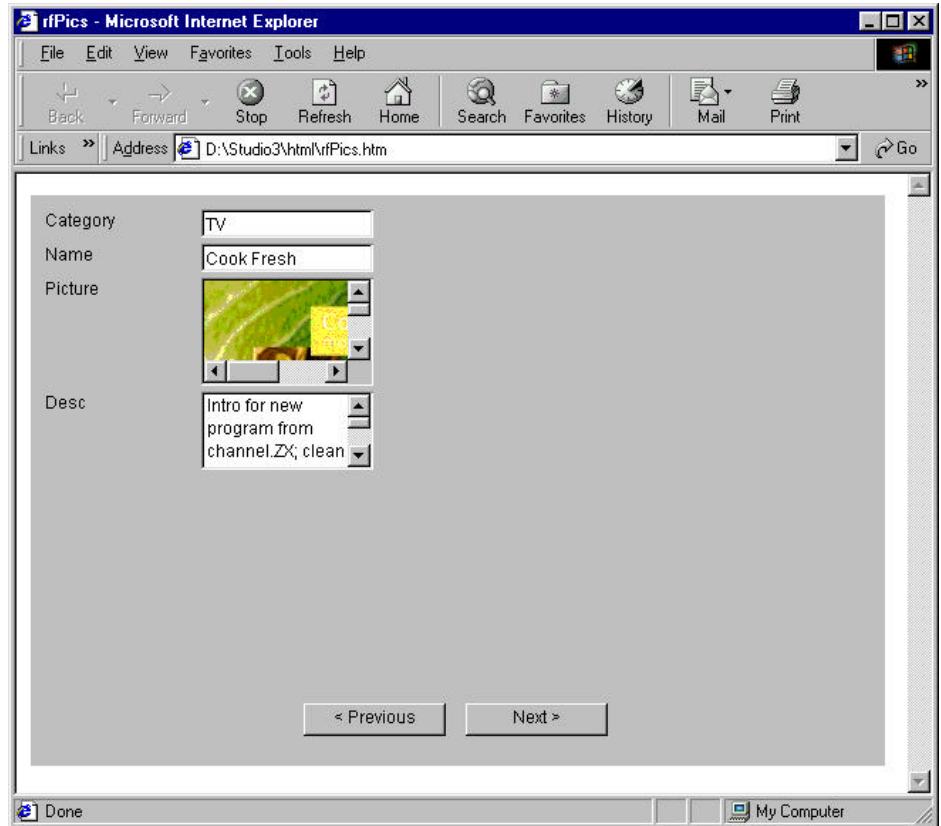 rfPics - Microsoft Internet Explorer
File Edit View Favorites Tools Help
Back Forward Stop Refresh Home Search Favorites History Mail Print »
Links » Address D:\Studio3\html\rfPics.htm Go
Category TV
Name Cook Fresh
Picture
Co
Desc Intro for new
program from
channel.ZX; clean
< Previous Next >
Done My Computer